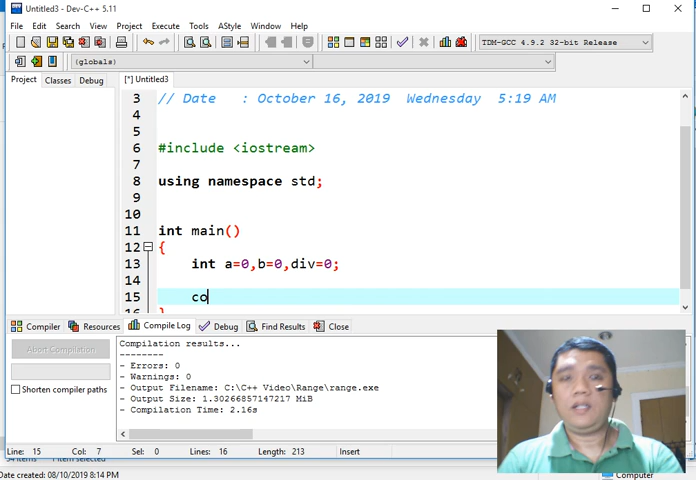 Untitled3 - Dev-C++ 5.11
File Edit Search View Project Execute Tools AStyle Window Help
TDM-GCC 4.9.2 32-bit Release
(globals)
Project Classes Debug
[*] Untitled3
3 // Date : October 16, 2019 Wednesday 5:19 AM
4
5
6 #include <iostream>
7
8 using namespace std;
9
10
11 int main()
12 {
13 int a=0,b=0,div=0;
14
15 co
16 }
Compiler Resources Compile Log Debug Find Results Close
Abort Compilation
Shorten compiler paths
Compilation results...
--------
- Errors: 0
- Warnings: 0
- Output Filename: C:\C++ Video\Range\range.exe
- Output Size: 1.30266857147217 MiB
- Compilation Time: 2.16s
Line: 15 Col: 7 Sel: 0 Lines: 16 Length: 213 Insert
Date created: 08/10/2019 8:14 PM
Computer